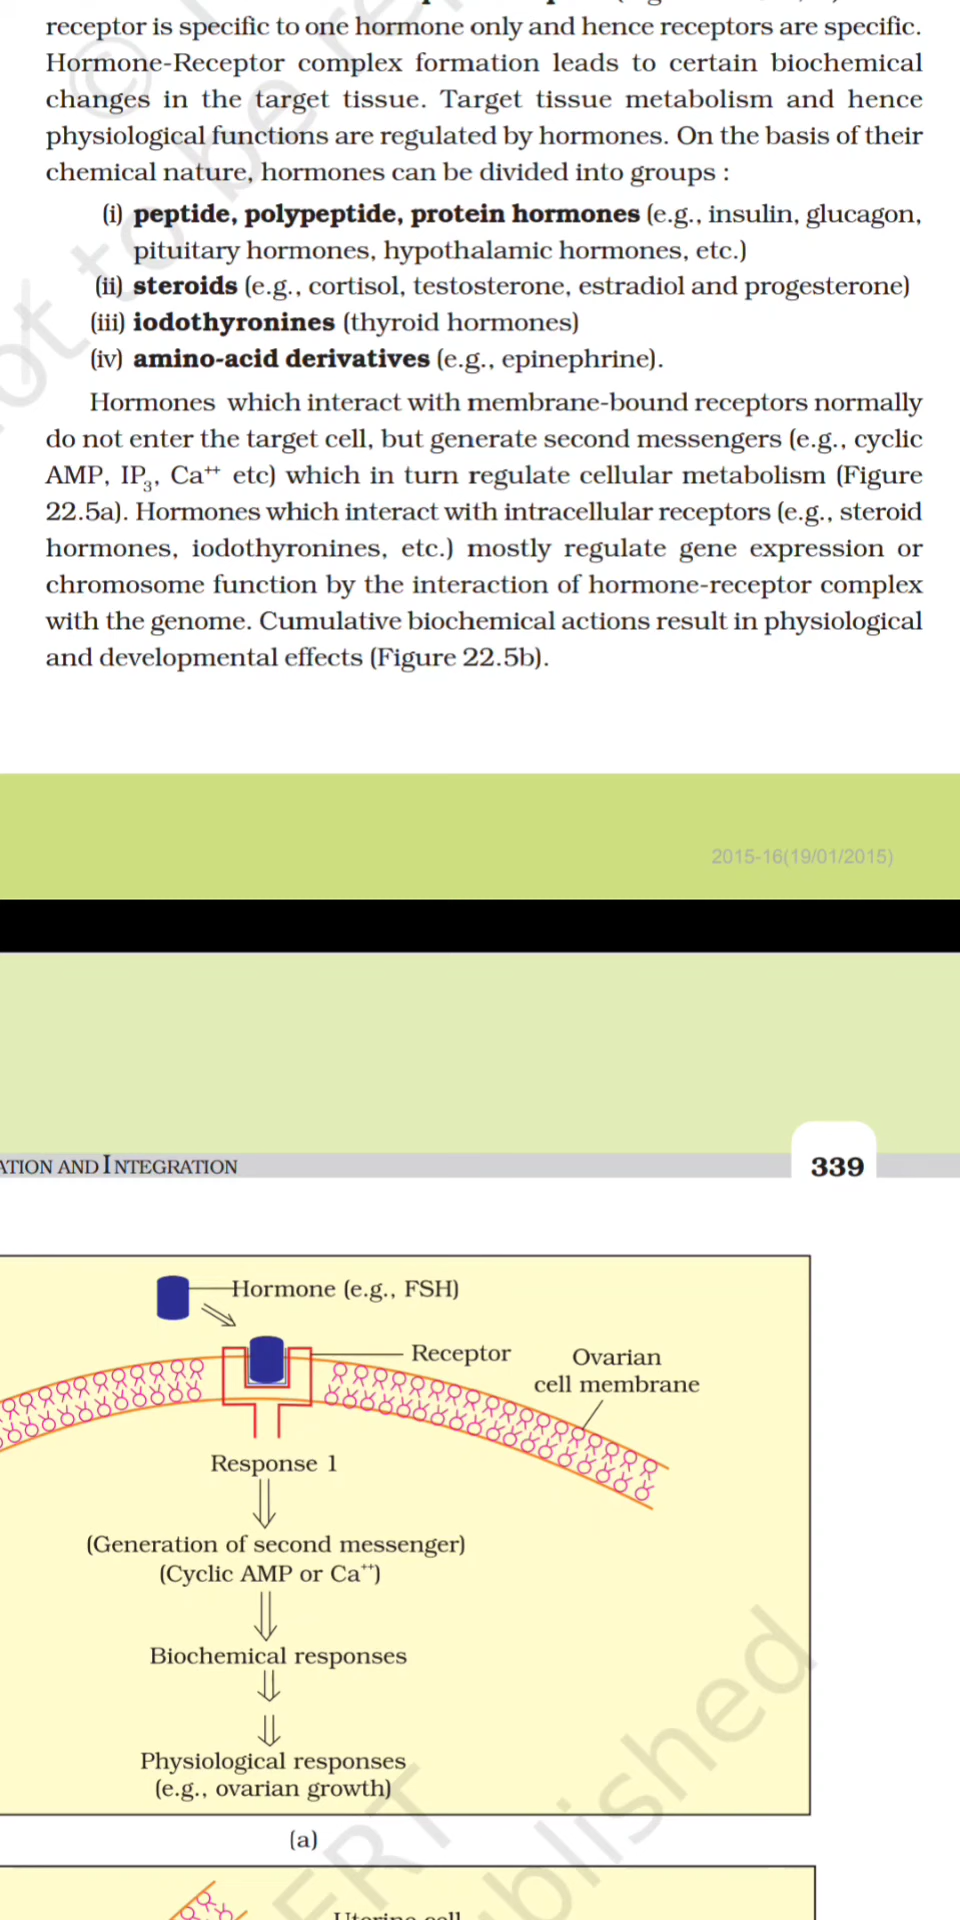 receptor is specific to one hormone only and hence receptors are specific.
Hormone-Receptor complex formation leads to certain biochemical
changes in the target tissue. Target tissue metabolism and hence
physiological functions are regulated by hormones. On the basis of their
chemical nature, hormones can be divided into groups :
(i) peptide, polypeptide, protein hormones (e.g., insulin, glucagon,
pituitary hormones, hypothalamic hormones, etc.)
(ii) steroids (e.g., cortisol, testosterone, estradiol and progesterone)
(iii) iodothyronines (thyroid hormones)
(iv) amino-acid derivatives (e.g., epinephrine).
Hormones which interact with membrane-bound receptors normally
do not enter the target cell, but generate second messengers (e.g., cyclic
AMP, IP₃, Ca⁺⁺ etc) which in turn regulate cellular metabolism (Figure
22.5a). Hormones which interact with intracellular receptors (e.g., steroid
hormones, iodothyronines, etc.) mostly regulate gene expression or
chromosome function by the interaction of hormone-receptor complex
with the genome. Cumulative biochemical actions result in physiological
and developmental effects (Figure 22.5b).
2015-16(19/01/2015)
ATION AND INTEGRATION
339
Hormone (e.g., FSH)
Receptor
Ovarian
cell membrane
Response 1
(Generation of second messenger)
(Cyclic AMP or Ca⁺⁺)
Biochemical responses
Physiological responses
(e.g., ovarian growth)
(a)
Uterine cell
not to be re
ERT
blished